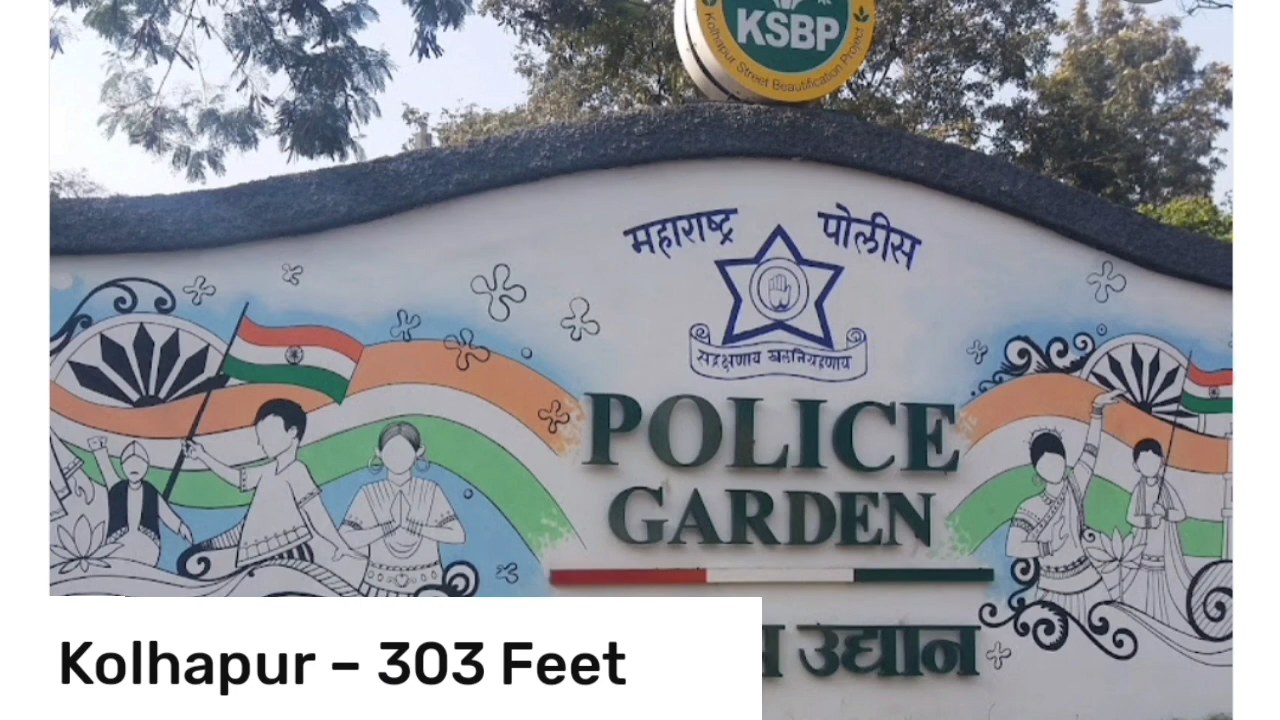 KSBP
Kolhapur Street Beautification Project
महाराष्ट्र पोलीस
सद्रक्षणाय खलनिग्रहणाय
POLICE
GARDEN
उद्यान
Kolhapur – 303 Feet